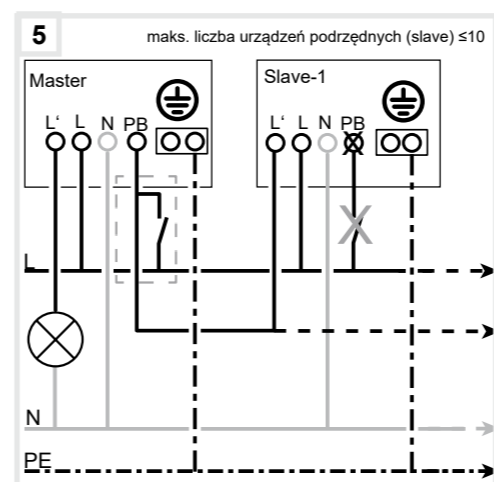 5 maks. liczba urządzeń podrzędnych (slave) ≤10
Master Slave-1
L‘ L N PB L‘ L N PB
L
N
PE